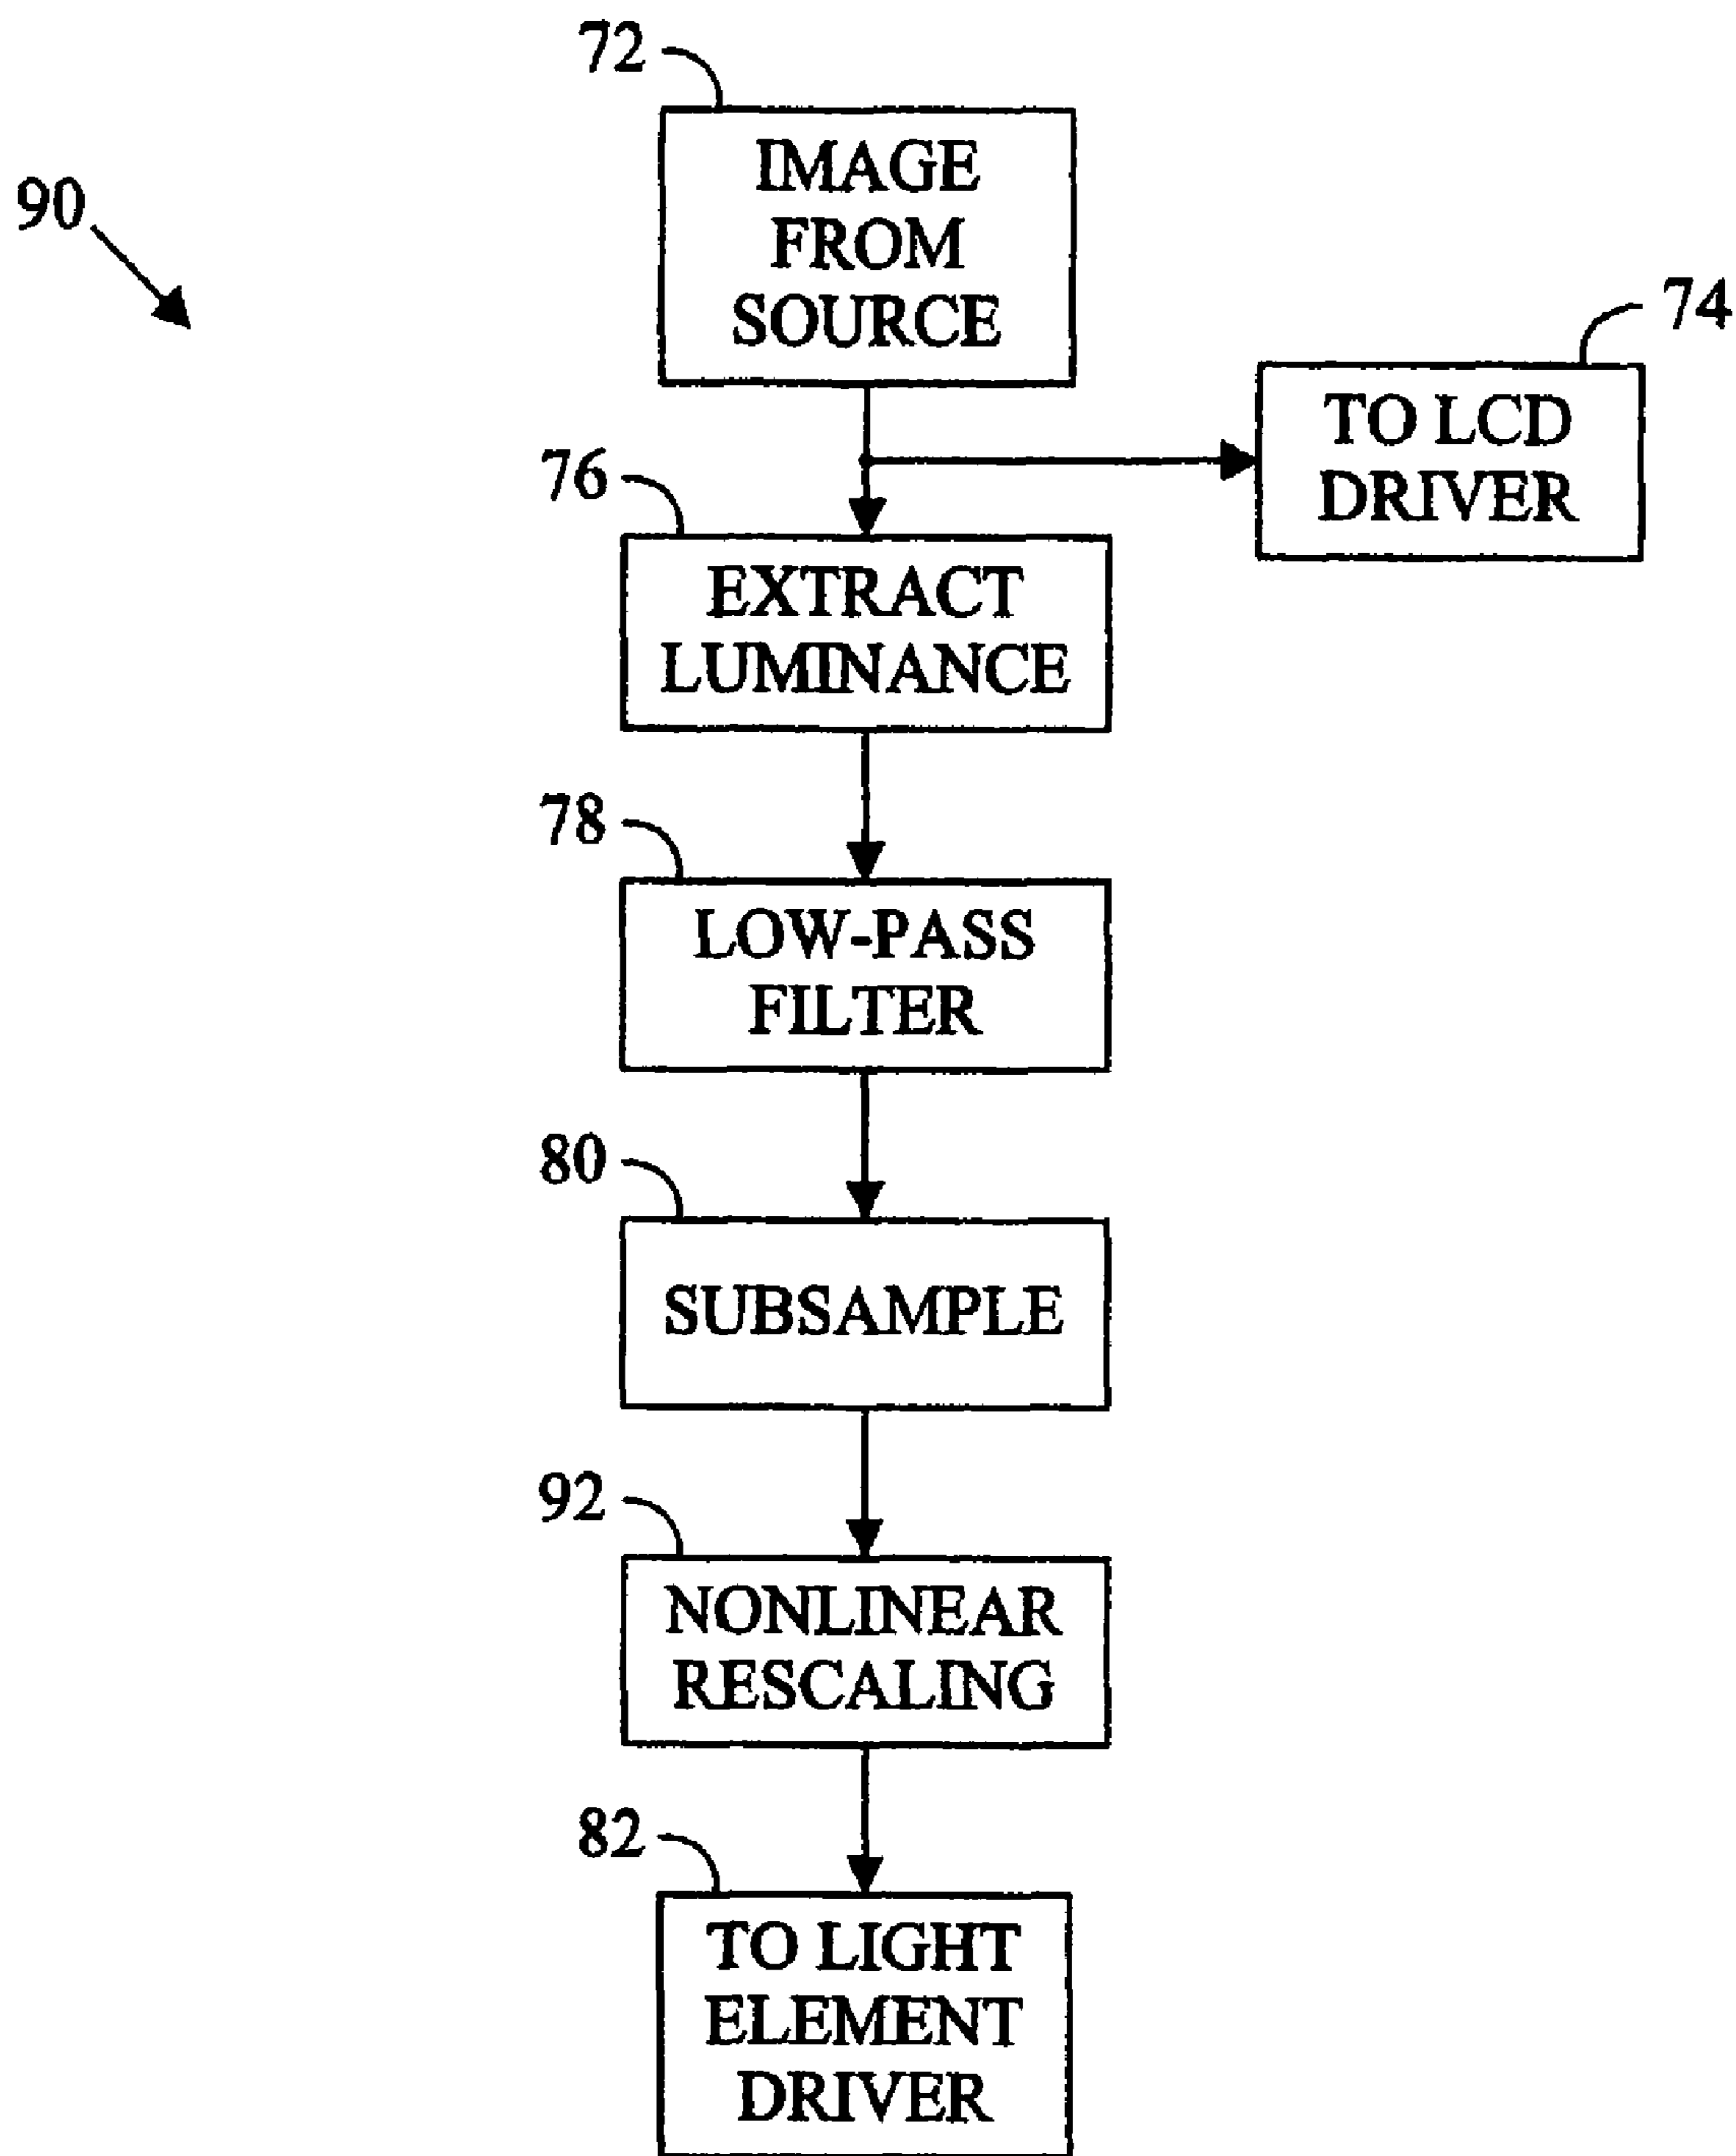 72
IMAGE
FROM
SOURCE
90
74
TO LCD
DRIVER
76
EXTRACT
LUMINANCE
78
LOW-PASS
FILTER
80
SUBSAMPLE
92
NONLINEAR
RESCALING
82
TO LIGHT
ELEMENT
DRIVER